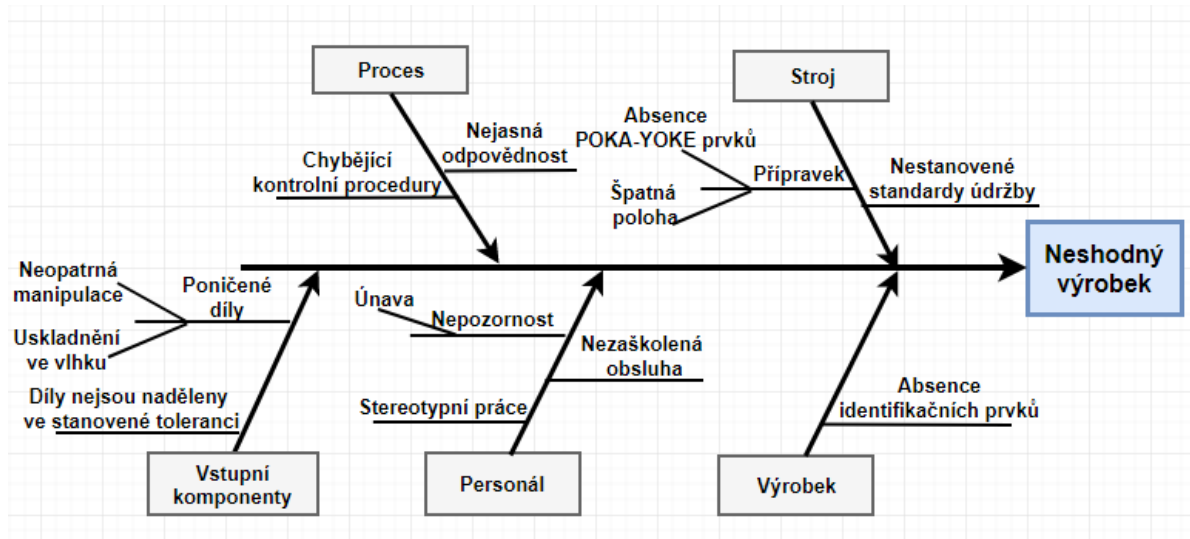 Proces
Stroj
Absence
POKA-YOKE prvků
Nejasná
odpovědnost
Chybějící
kontrolní procedury
Přípravek
Nestanovené
standardy údržby
Špatná
poloha
Neshodný
výrobek
Neopatrná
manipulace
Poničené
díly
Únava
Nepozornost
Uskladnění
ve vlhku
Nezaškolená
obsluha
Díly nejsou naděleny
ve stanovené toleranci
Stereotypní práce
Absence
identifikačních prvků
Vstupní
komponenty
Personál
Výrobek